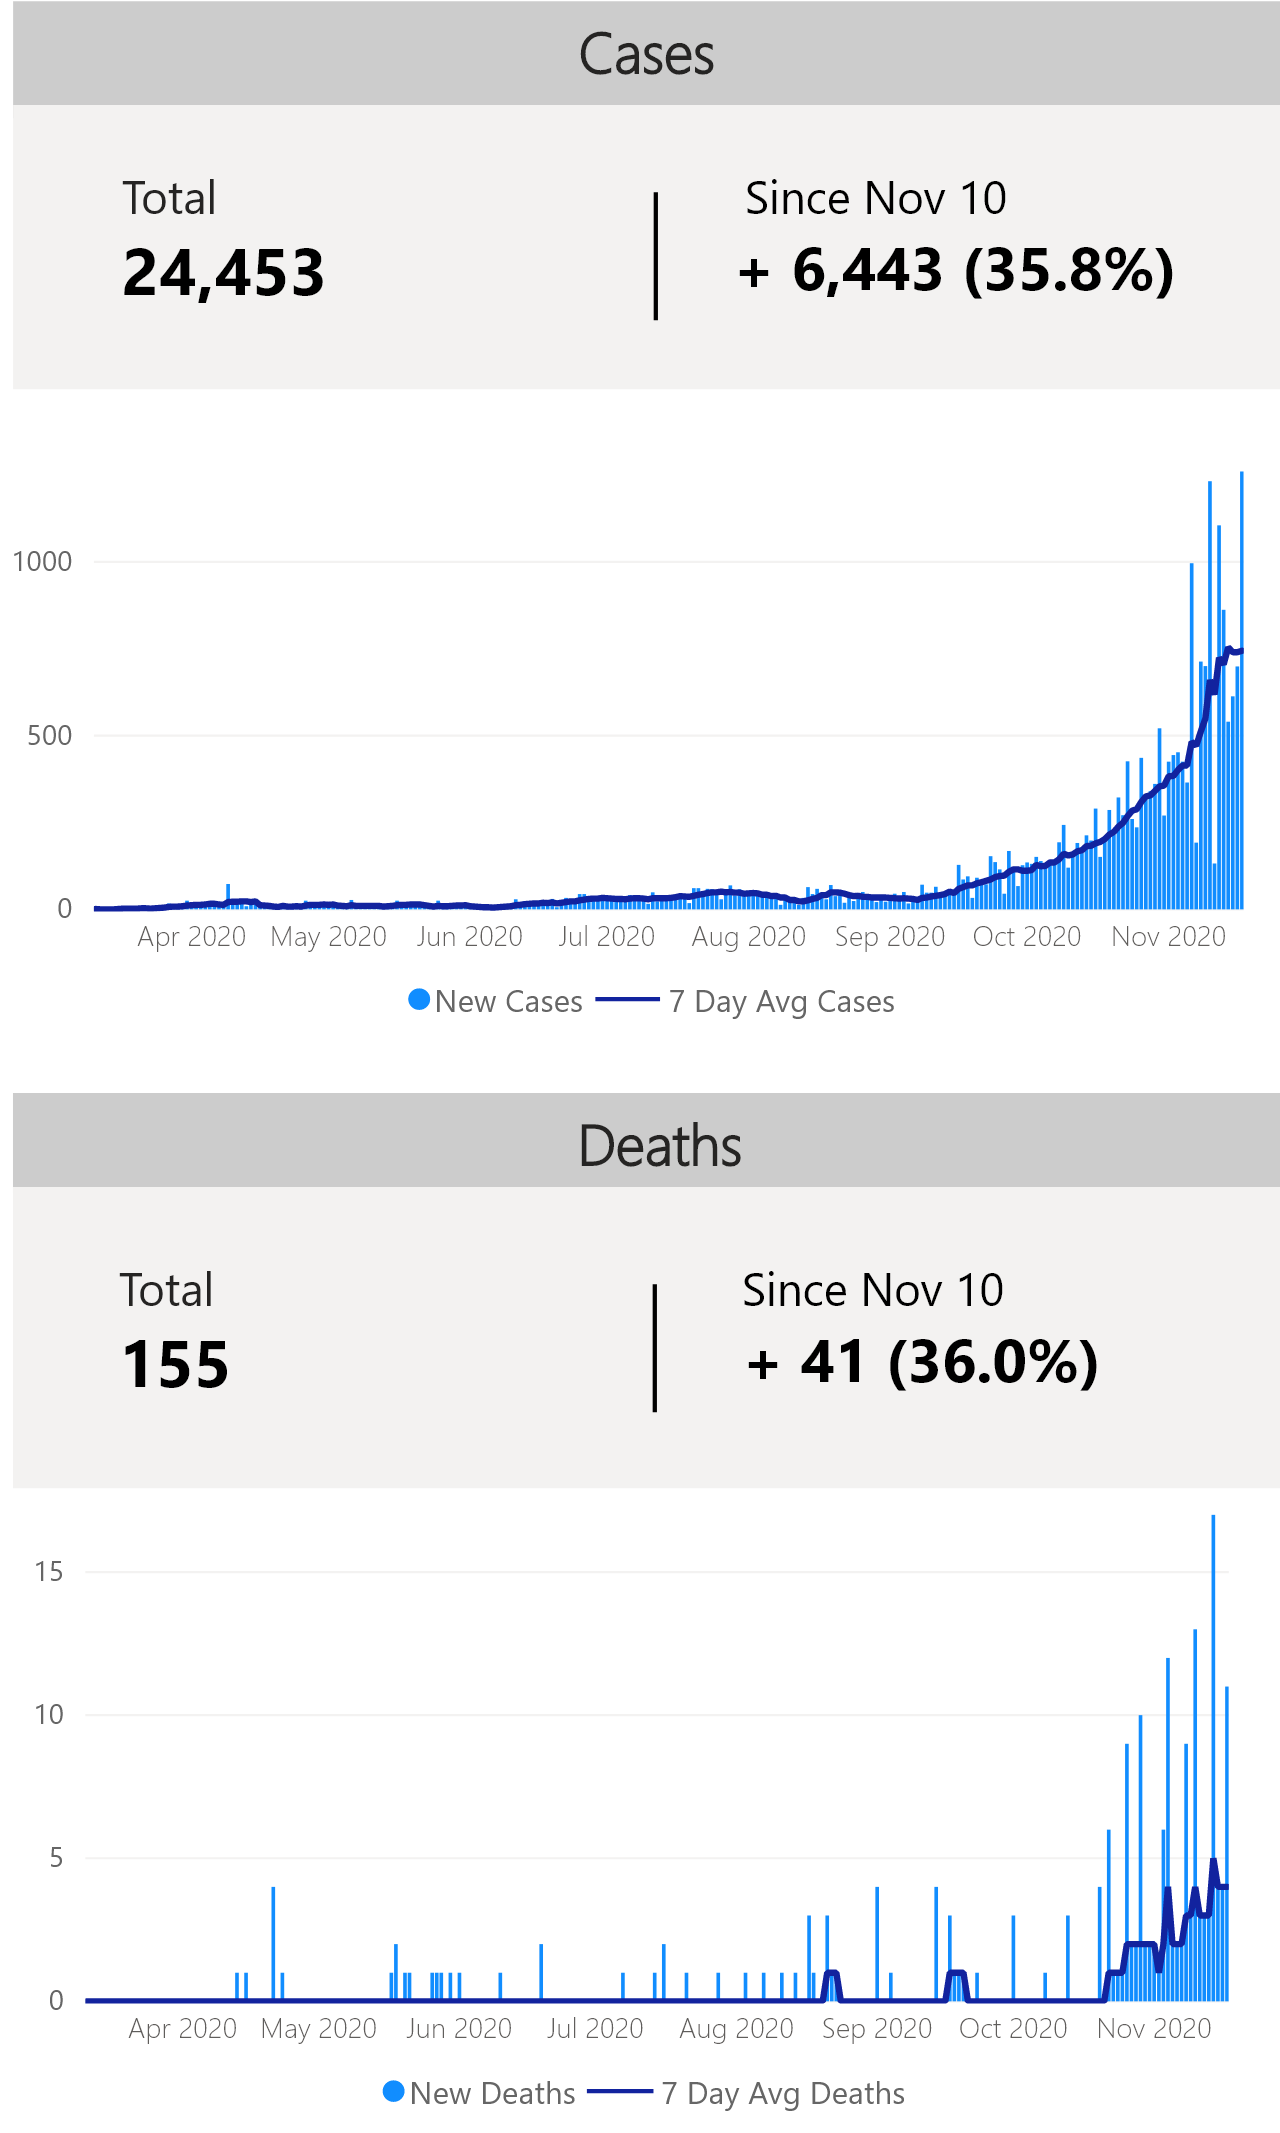 Cases
Total
Since Nov 10
24,453
+ 6,443 (35.8%)
1000
500
0
Apr 2020 May 2020 Jun 2020 Jul 2020 Aug 2020 Sep 2020 Oct 2020 Nov 2020
New Cases 7 Day Avg Cases
Deaths
Total
Since Nov 10
155
+ 41 (36.0%)
15
10
5
0
Apr 2020 May 2020 Jun 2020 Jul 2020 Aug 2020 Sep 2020 Oct 2020 Nov 2020
New Deaths 7 Day Avg Deaths